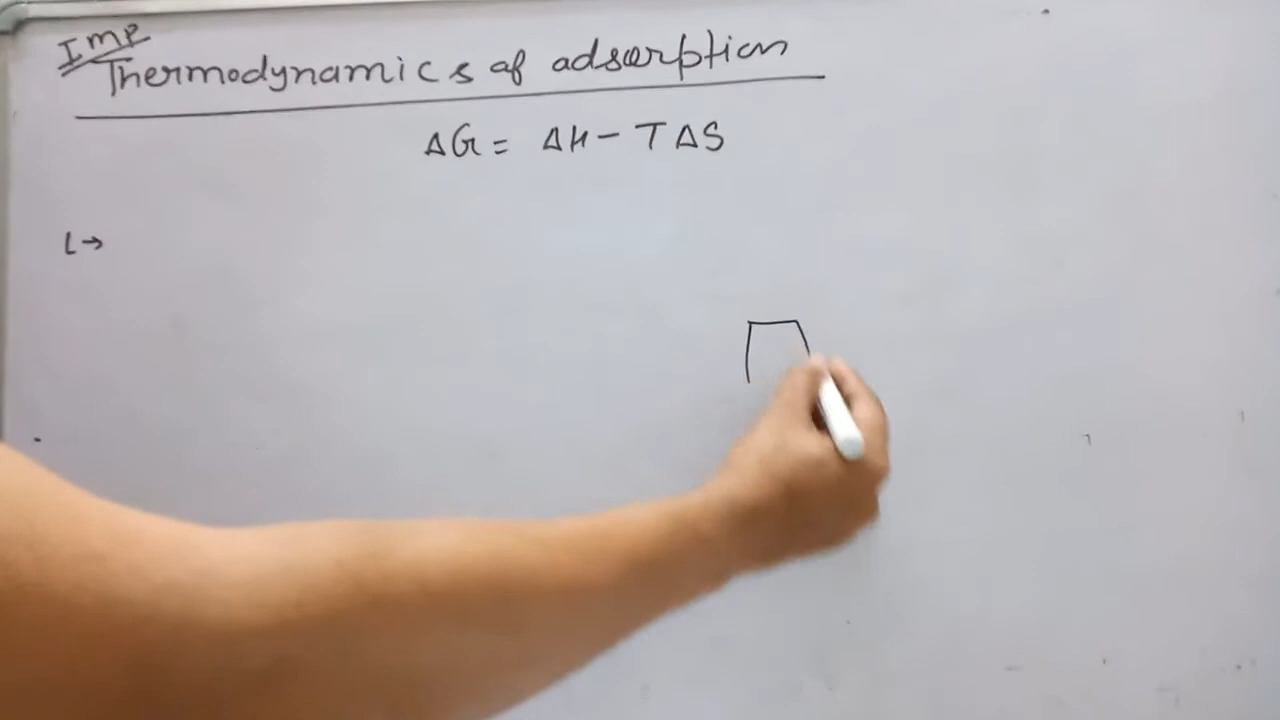 Imp
Thermodynamics of adsorption
ΔG = ΔH - TΔS
L→